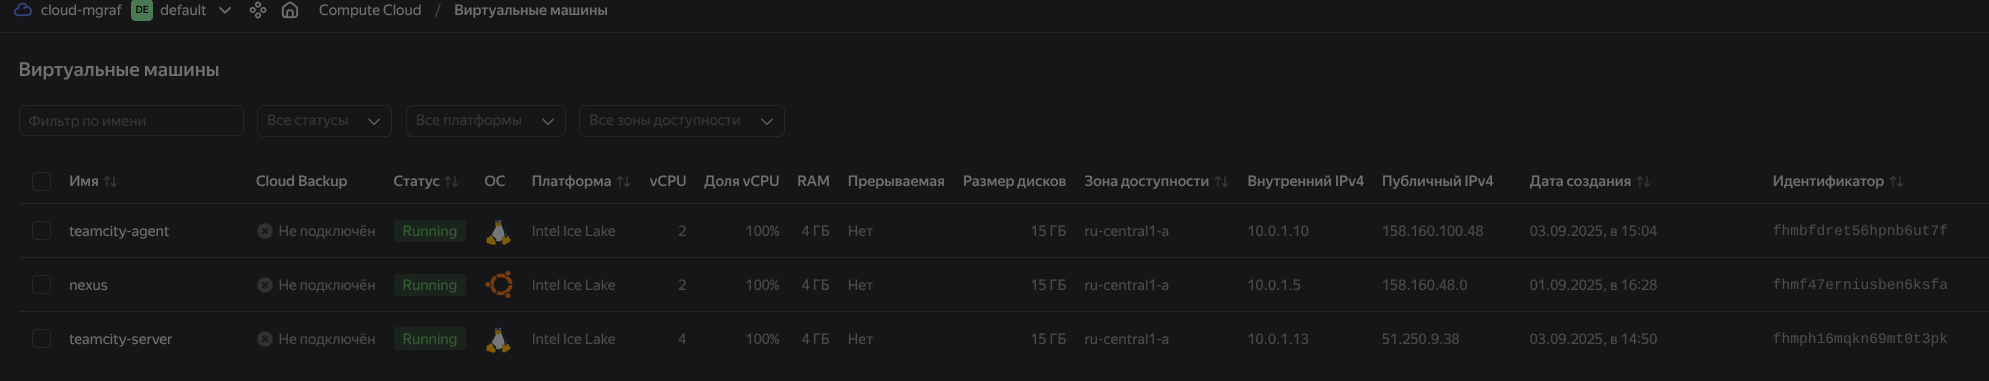 cloud-mgraf DE default Compute Cloud / Виртуальные машины
Виртуальные машины
Фильтр по имени Все статусы Все платформы Все зоны доступности
Имя Cloud Backup Статус ОС Платформа vCPU Доля vCPU RAM Прерываемая Размер дисков Зона доступности Внутренний IPv4 Публичный IPv4 Дата создания Идентификатор
teamcity-agent Не подключён Running Intel Ice Lake 2 100% 4 ГБ Нет 15 ГБ ru-central1-a 10.0.1.10 158.160.100.48 03.09.2025, в 15:04 fhmbfdret56hpnb6ut7f
nexus Не подключён Running Intel Ice Lake 2 100% 4 ГБ Нет 15 ГБ ru-central1-a 10.0.1.5 158.160.48.0 01.09.2025, в 16:28 fhmf47erniusben6ksfa
teamcity-server Не подключён Running Intel Ice Lake 4 100% 4 ГБ Нет 15 ГБ ru-central1-a 10.0.1.13 51.250.9.38 03.09.2025, в 14:50 fhmph16mqkn69mt0t3pk